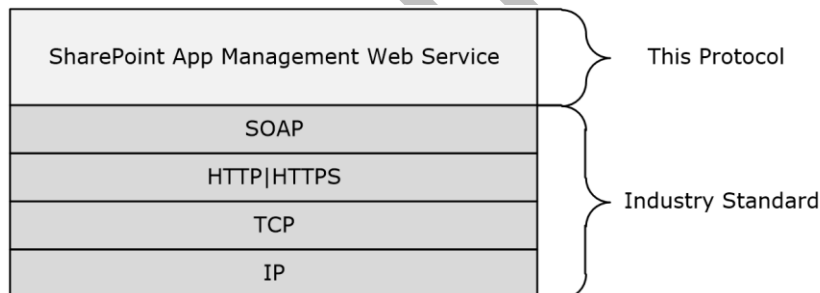 SharePoint App Management Web Service
This Protocol
SOAP
HTTP|HTTPS
Industry Standard
TCP
IP